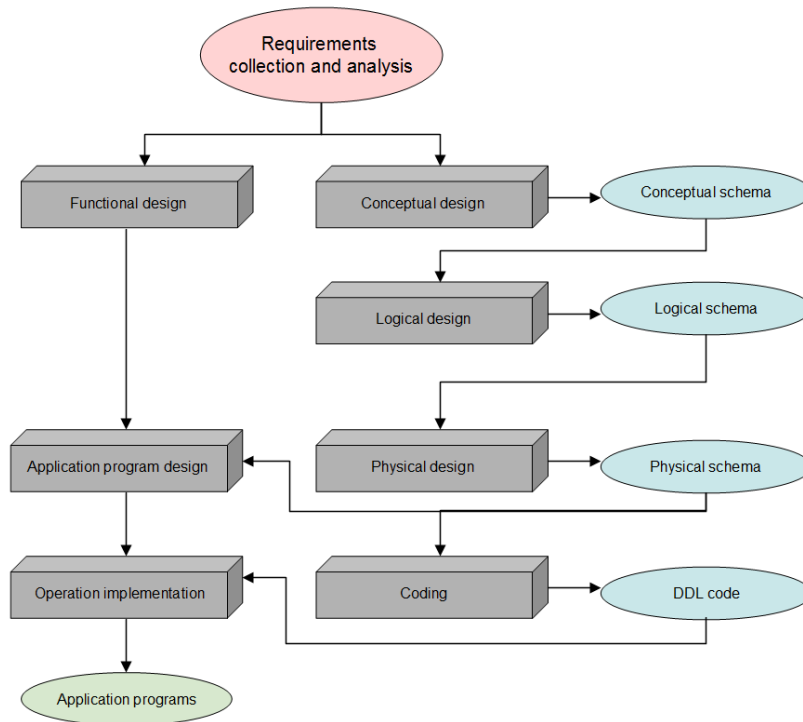 Requirements
collection and analysis
Functional design
Conceptual design
Conceptual schema
Logical design
Logical schema
Application program design
Physical design
Physical schema
Operation implementation
Coding
DDL code
Application programs